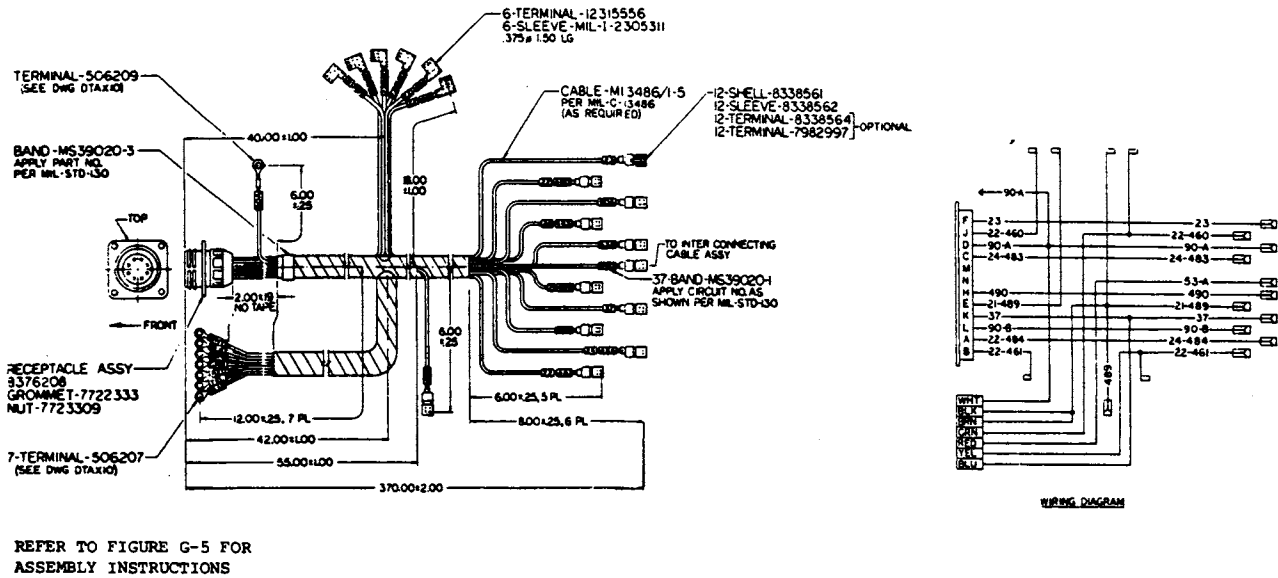 6-TERMINAL-12315556
6-SLEEVE-MIL-I-2305311
.375ø 1.50 LG
TERMINAL-506209
(SEE DWG DTAX10)
CABLE-M13486/1-5
PER MIL-C-13486
(AS REQUIRED)
12-SHELL-8338561
12-SLEEVE-8338562
12-TERMINAL-8338564
12-TERMINAL-7982997
OPTIONAL
40.00±1.00
BAND-MS39020-3
APPLY PART NO.
PER MIL-STD-130
6.00
±.25
18.00
±1.00
TOP
TO INTER CONNECTING
CABLE ASSY
37-BAND-MS39020-1
APPLY CIRCUIT NO. AS
SHOWN PER MIL-STD-130
2.00±.19
NO TAPE
FRONT
6.00
±.25
RECEPTACLE ASSY
8376208
GROMMET-7722333
NUT-7723309
6.00±.25, 5 PL
12.00±.25, 7 PL
8.00±.25, 6 PL
42.00±1.00
7-TERMINAL-506207
(SEE DWG DTAX10)
55.00±1.00
370.00±2.00
90-A
F 23 23
J 22-460 22-460
D 90-A 90-A
C 24-483 24-483
M
N 53-A
H 490 490
E 21-489 21-489
K 37 37
L 90-B 90-B
A 22-484 24-484
B 22-461 22-461
489
WHT
BLK
BRN
GRN
RED
YEL
BLU
WIRING DIAGRAM
REFER TO FIGURE G-5 FOR
ASSEMBLY INSTRUCTIONS